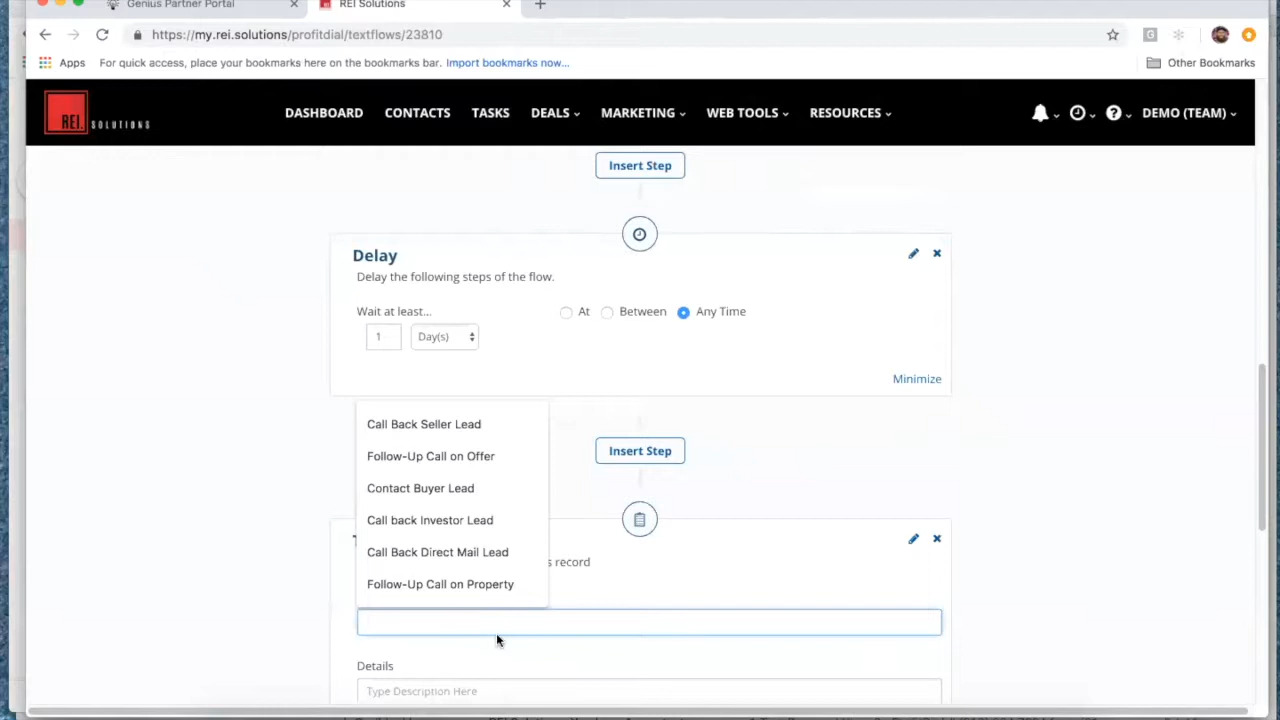 Genius Partner Portal
REI Solutions
https://my.rei.solutions/profitdial/textflows/23810
Apps For quick access, place your bookmarks here on the bookmarks bar. Import bookmarks now... Other Bookmarks
REI. SOLUTIONS DASHBOARD CONTACTS TASKS DEALS MARKETING WEB TOOLS RESOURCES DEMO (TEAM)
Insert Step
Delay
Delay the following steps of the flow.
Wait at least... At Between Any Time
1 Day(s)
Minimize
Call Back Seller Lead
Insert Step
Follow-Up Call on Offer
Contact Buyer Lead
Call back Investor Lead
Call Back Direct Mail Lead
s record
Follow-Up Call on Property
Details
Type Description Here